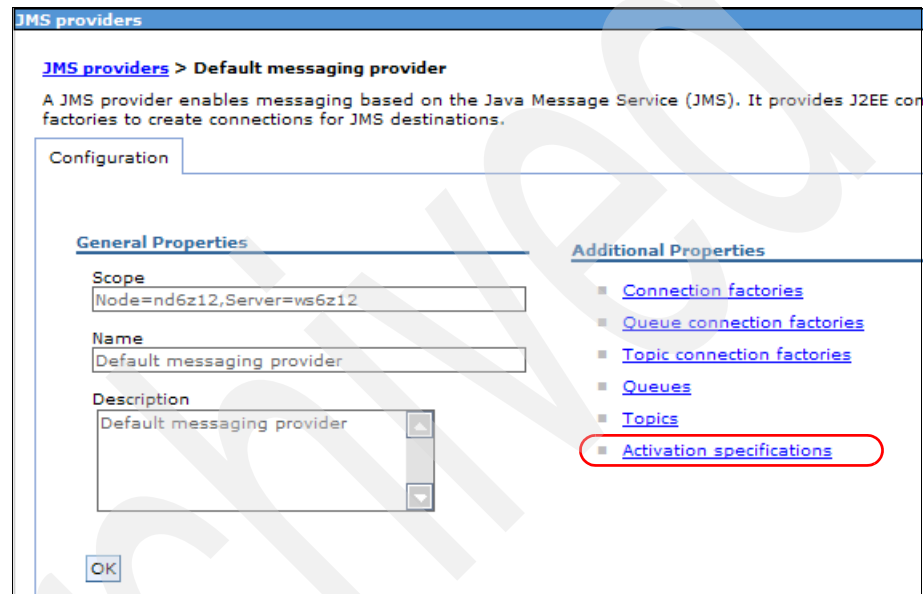 JMS providers
JMS providers > Default messaging provider
A JMS provider enables messaging based on the Java Message Service (JMS). It provides J2EE con
factories to create connections for JMS destinations.
Configuration
General Properties
Scope
Node=nd6z12,Server=ws6z12
Name
Default messaging provider
Description
Default messaging provider
OK
Additional Properties
Connection factories
Queue connection factories
Topic connection factories
Queues
Topics
Activation specifications
chived